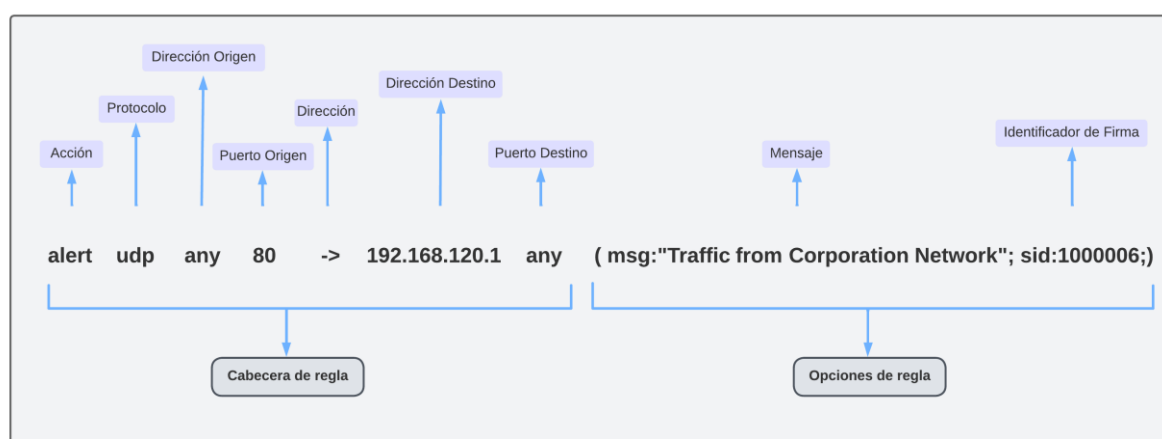 Dirección Origen
Dirección Destino
Protocolo
Dirección
Identificador de Firma
Acción
Puerto Origen
Puerto Destino
Mensaje
alert udp any 80 -> 192.168.120.1 any ( msg:"Traffic from Corporation Network"; sid:1000006;)
Cabecera de regla
Opciones de regla